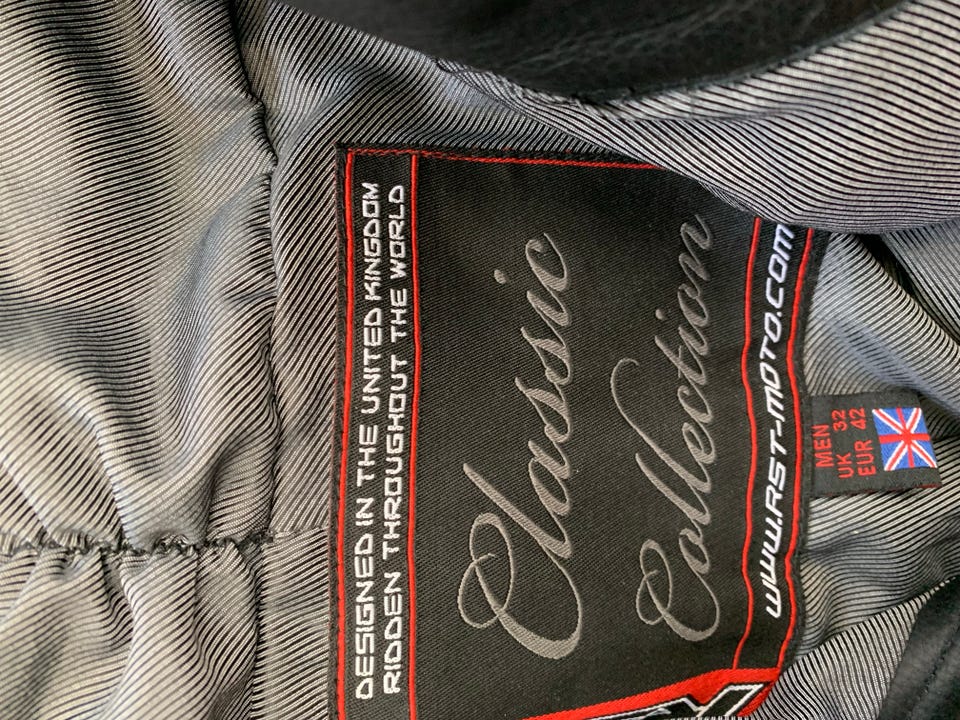 DESIGNED IN THE UNITED KINGDOM
RIDDEN THROUGHOUT THE WORLD
Classic
Collection
WWW.RST-MOTO.COM
MEN
UK 32
EUR 42